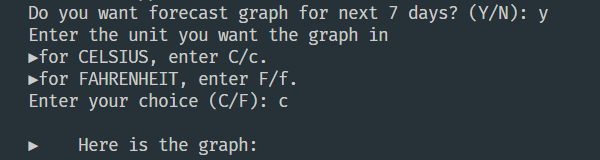 Do you want forecast graph for next 7 days? (Y/N): y
Enter the unit you want the graph in
▶for CELSIUS, enter C/c.
▶for FAHRENHEIT, enter F/f.
Enter your choice (C/F): c
▶    Here is the graph: